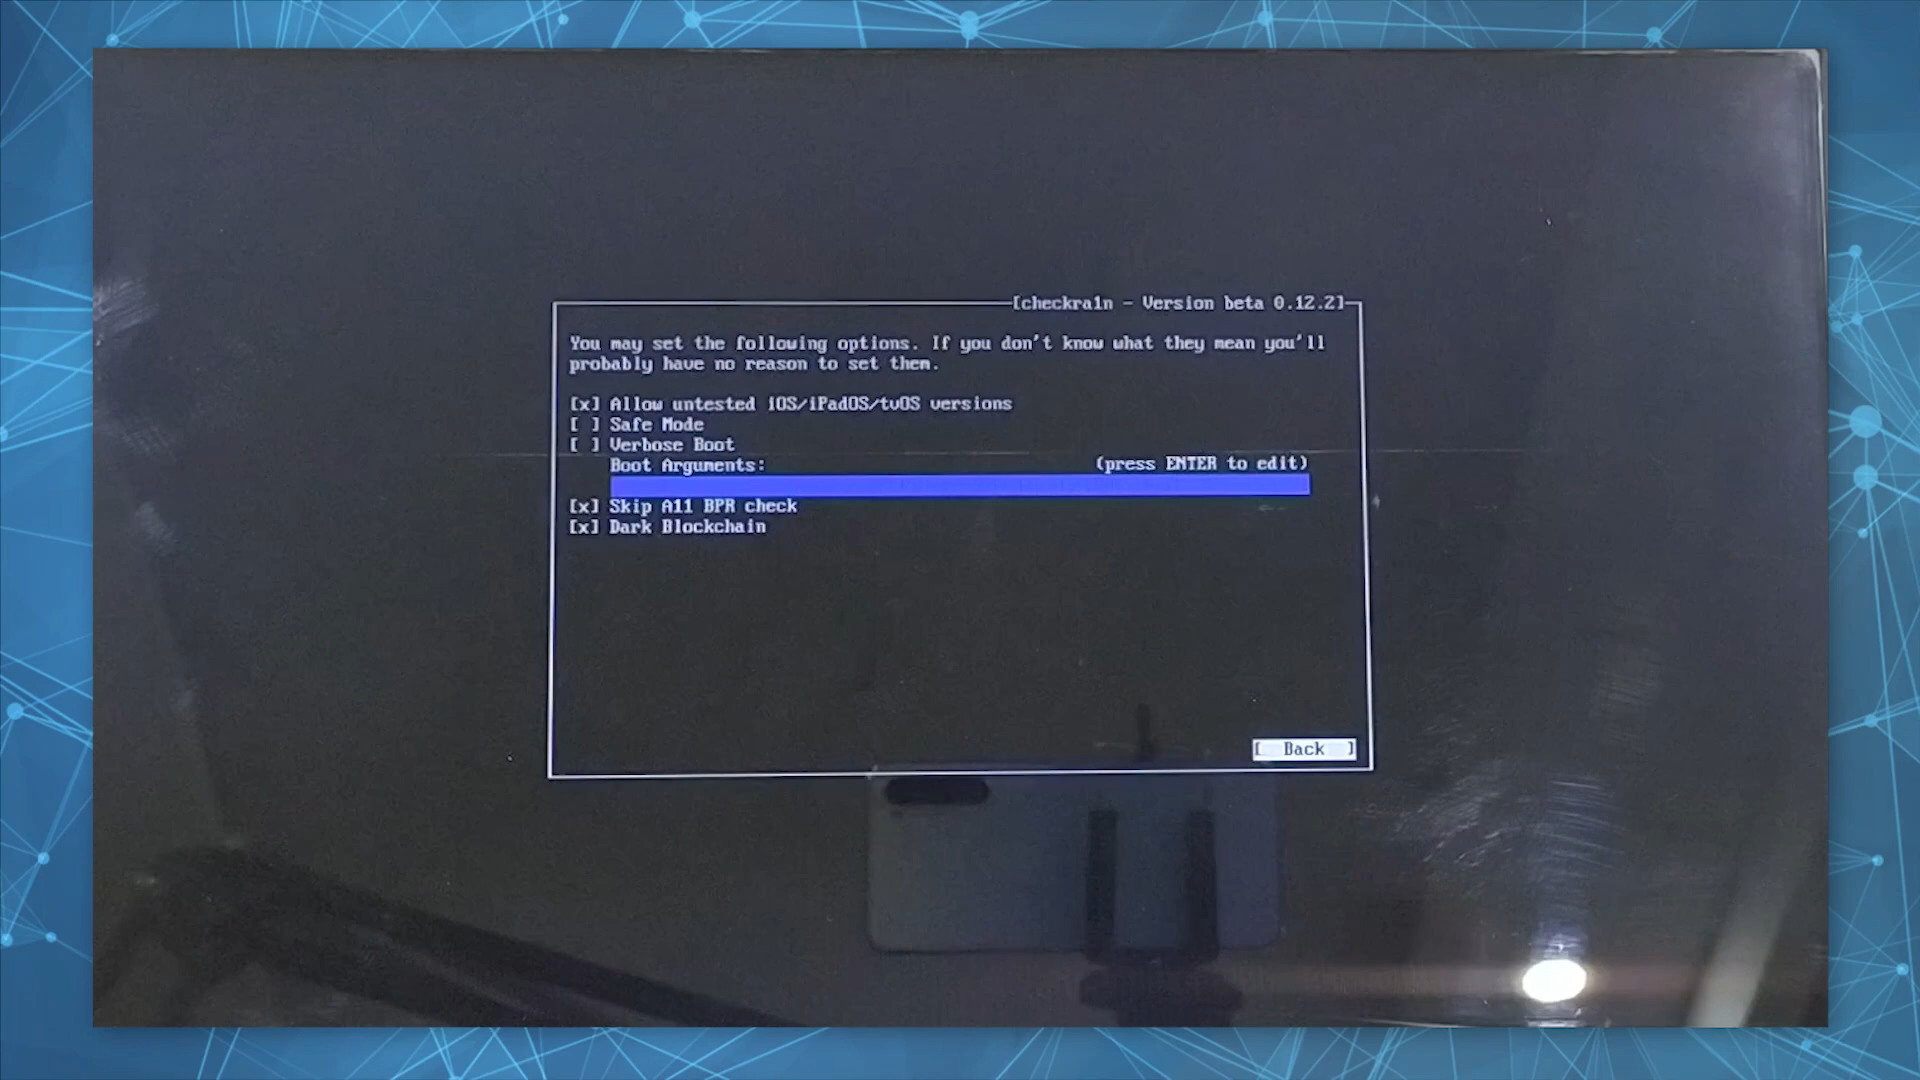 [checkra1n - Version beta 0.12.2]
You may set the following options. If you don't know what they mean you'll
probably have no reason to set them.
[x] Allow untested iOS/iPadOS/tvOS versions
[ ] Safe Mode
[ ] Verbose Boot
Boot Arguments: (press ENTER to edit)
[x] Skip A11 BPR check
[x] Dark Blockchain
[ Back ]